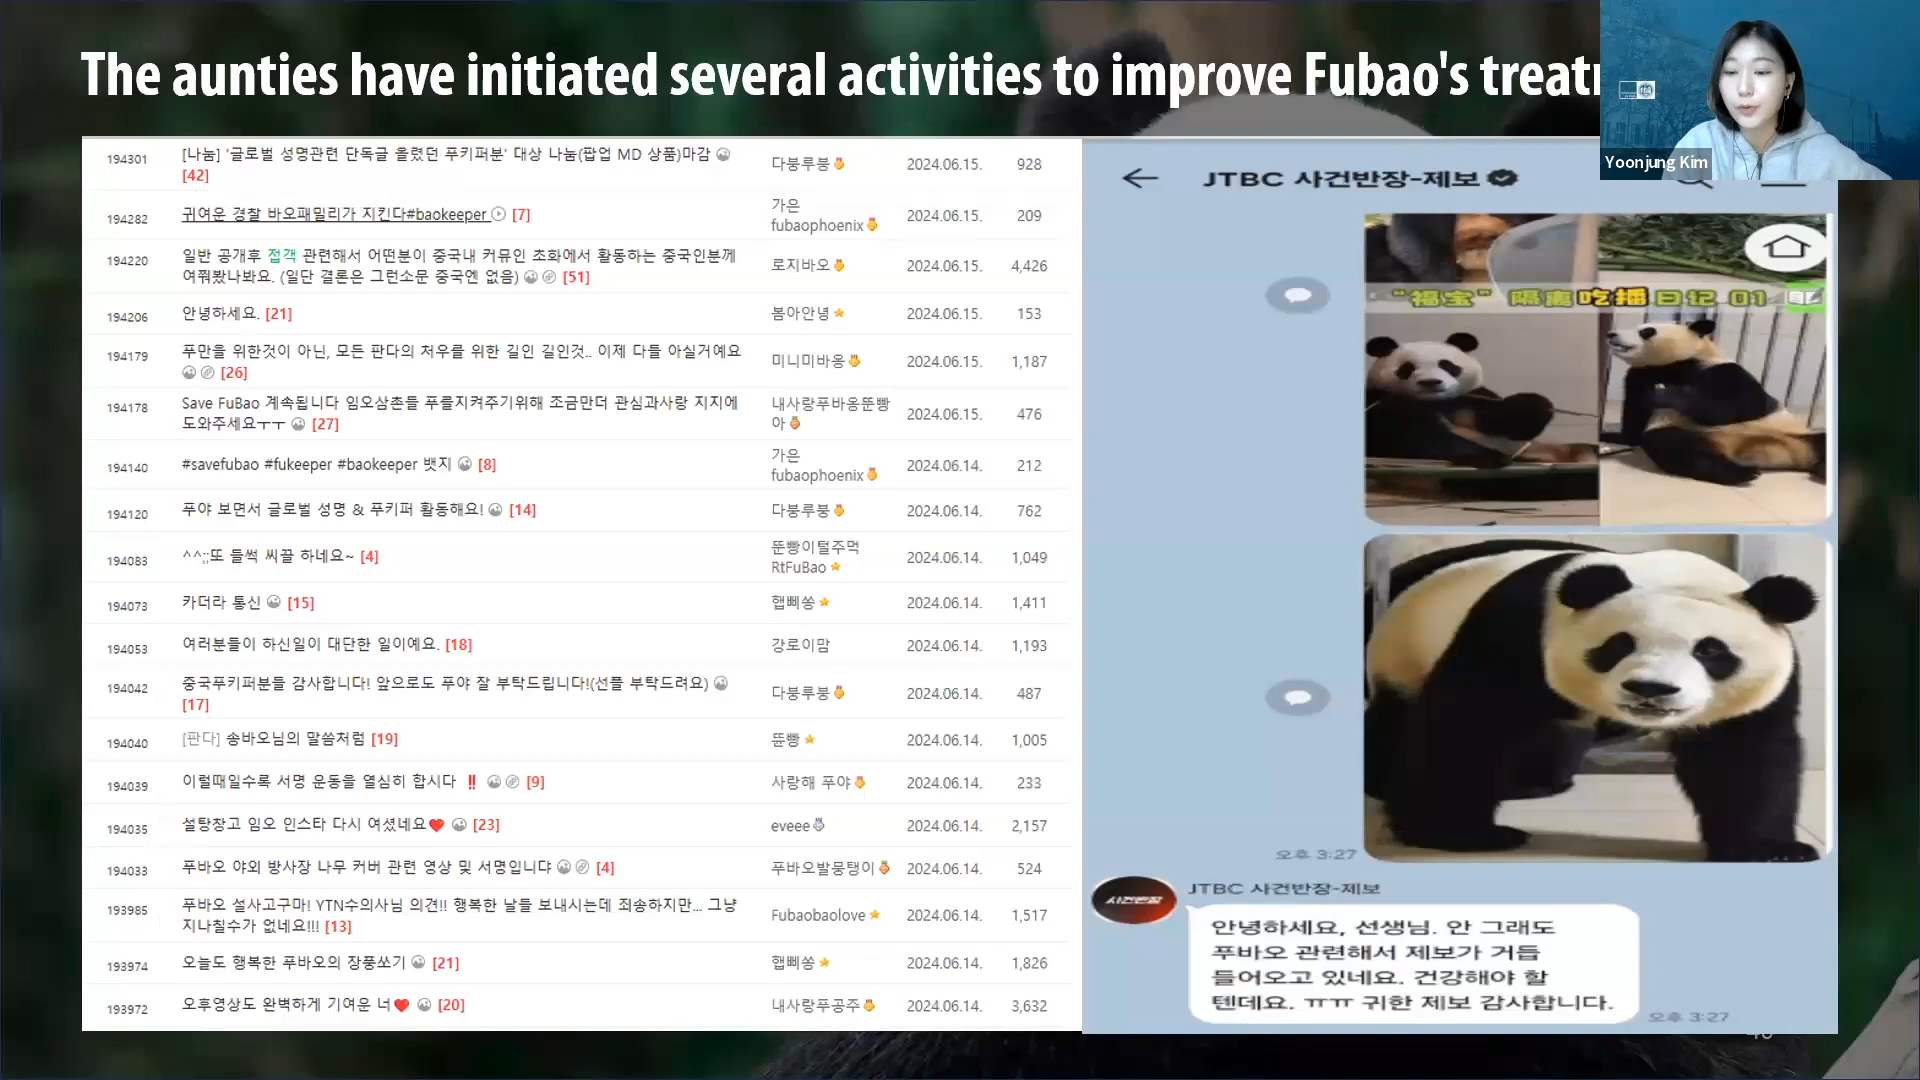 The aunties have initiated several activities to improve Fubao's treat
Yoonjung Kim
194301 [나눔] '글로벌 성명관련 단독글 올렸던 푸키퍼분' 대상 나눔(팝업 MD 상품)마감 다붕루붕 2024.06.15. 928
[42]
194282 귀여운 경찰 바오패밀리가 지킨다#baokeeper [7] 가은 2024.06.15. 209
fubaophoenix
194220 일반 공개후 접객 관련해서 어떤분이 중국내 커뮤인 초화에서 활동하는 중국인분께 로지바오 2024.06.15. 4,426
여쭤봤나봐요. (일단 결론은 그런소문 중국엔 없음) [51]
194206 안녕하세요. [21] 봄아안녕 2024.06.15. 153
194179 푸만을 위한것이 아닌, 모든 판다의 처우를 위한 길인 길인것.. 이제 다들 아실거예요 미니미바옹 2024.06.15. 1,187
[26]
194178 Save FuBao 계속됩니다 임오삼촌들 푸를지켜주기위해 조금만더 관심과사랑 지지에 내사랑푸바옹뚠빵 2024.06.15. 476
도와주세요ㅜㅜ [27] 아
194140 #savefubao #fukeeper #baokeeper 뱃지 [8] 가은 2024.06.14. 212
fubaophoenix
194120 푸야 보면서 글로벌 성명 & 푸키퍼 활동해요! [14] 다붕루붕 2024.06.14. 762
194083 ^^;;또 들썩 씨끌 하네요~ [4] 뚠빵이털주먹 2024.06.14. 1,049
RtFuBao
194073 카더라 통신 [15] 햅삐쏭 2024.06.14. 1,411
194053 여러분들이 하신일이 대단한 일이예요. [18] 강로이맘 2024.06.14. 1,193
194042 중국푸키퍼분들 감사합니다! 앞으로도 푸야 잘 부탁드립니다!(선플 부탁드려요) 다붕루붕 2024.06.14. 487
[17]
194040 [판다] 송바오님의 말씀처럼 [19] 뜐빵 2024.06.14. 1,005
194039 이럴때일수록 서명 운동을 열심히 합시다 ‼ [9] 사랑해 푸야 2024.06.14. 233
194035 설탕창고 임오 인스타 다시 여셨네요❤ [23] eveee 2024.06.14. 2,157
194033 푸바오 야외 방사장 나무 커버 관련 영상 및 서명입니댜 [4] 푸바오발뭉탱이 2024.06.14. 524
193985 푸바오 설사고구마! YTN수의사님 의견!! 행복한 날들 보내시는데 죄송하지만... 그냥 Fubaobaolove 2024.06.14. 1,517
지나칠수가 없네요!!! [13]
193974 오늘도 행복한 푸바오의 장풍쏘기 [21] 햅삐쏭 2024.06.14. 1,826
193972 오후영상도 완벽하게 기여운 너❤ [20] 내사랑푸공주 2024.06.14. 3,632
JTBC 사건반장-제보
"福宝" 隔离吃播日记 01
오후 3:27
사건반장
JTBC 사건반장-제보
안녕하세요, 선생님. 안 그래도
푸바오 관련해서 제보가 거듭
들어오고 있네요. 건강해야 할
텐데요. ㅠㅠ 귀한 제보 감사합니다.
오후 3:27